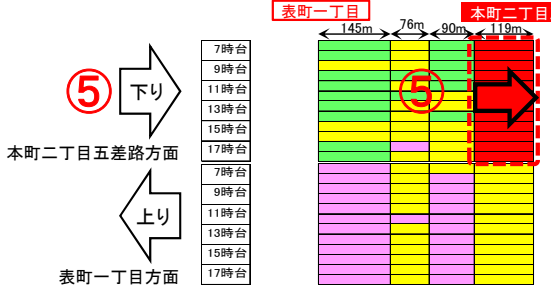 表町一丁目
本町二丁目
145m
76m
90m
119m
7時台
9時台
⑤
下り
11時台
⑤
13時台
15時台
本町二丁目五差路方面
17時台
7時台
9時台
上り
11時台
13時台
15時台
表町一丁目方面
17時台